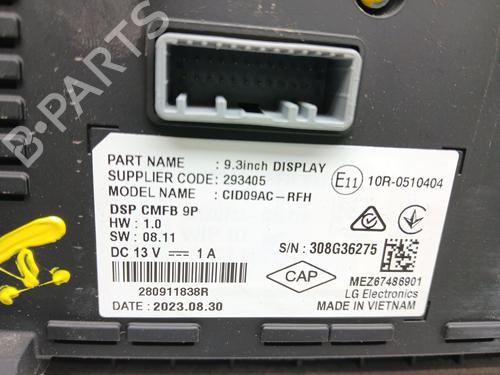 B-PARTS
PART NAME : 9.3inch DISPLAY
SUPPLIER CODE : 293405
MODEL NAME : CID09AC-RFH
E11 10R-0510404
DSP CMFB 9P
HW : 1.0
SW : 08.11
DC 13 V ⎓ 1 A
S/N : 308G36275
280911838R
DATE : 2023.08.30
CAP
MEZ67486901
LG Electronics
MADE IN VIETNAM